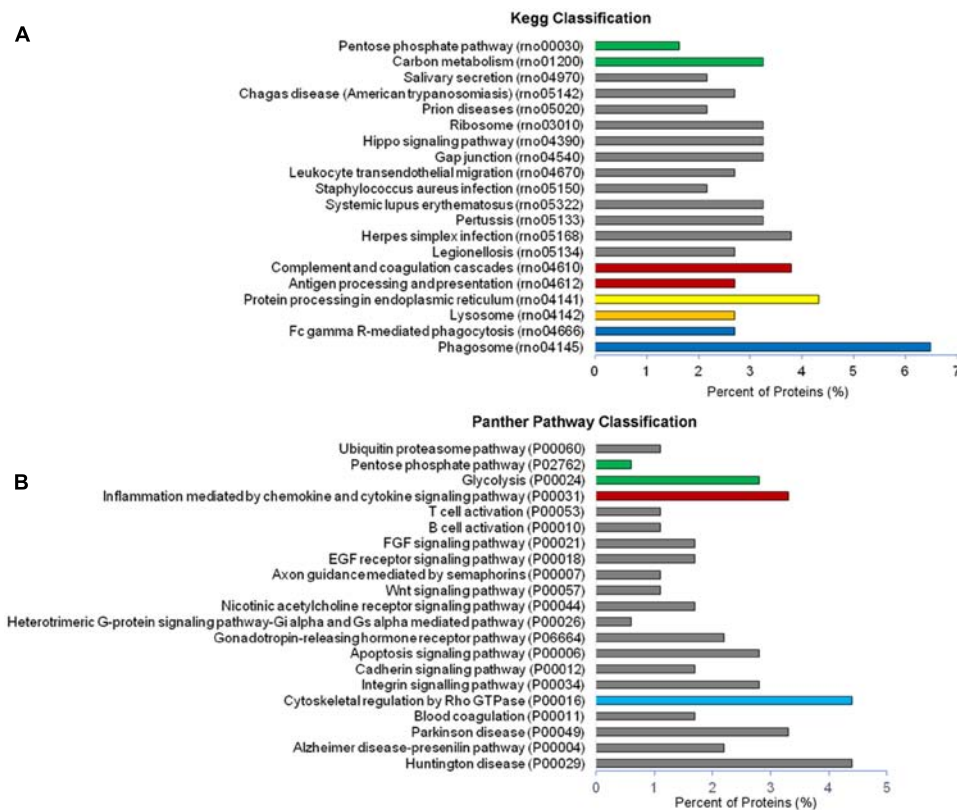 A
Kegg Classification
Pentose phosphate pathway (rno00030)
Carbon metabolism (rno01200)
Salivary secretion (rno04970)
Chagas disease (American trypanosomiasis) (rno05142)
Prion diseases (rno05020)
Ribosome (rno03010)
Hippo signaling pathway (rno04390)
Gap junction (rno04540)
Leukocyte transendothelial migration (rno04670)
Staphylococcus aureus infection (rno05150)
Systemic lupus erythematosus (rno05322)
Pertussis (rno05133)
Herpes simplex infection (rno05168)
Legionellosis (rno05134)
Complement and coagulation cascades (rno04610)
Antigen processing and presentation (rno04612)
Protein processing in endoplasmic reticulum (rno04141)
Lysosome (rno04142)
Fc gamma R-mediated phagocytosis (rno04666)
Phagosome (rno04145)
0 1 2 3 4 5 6 7
Percent of Proteins (%)
Panther Pathway Classification
B
Ubiquitin proteasome pathway (P00060)
Pentose phosphate pathway (P02762)
Glycolysis (P00024)
Inflammation mediated by chemokine and cytokine signaling pathway (P00031)
T cell activation (P00053)
B cell activation (P00010)
FGF signaling pathway (P00021)
EGF receptor signaling pathway (P00018)
Axon guidance mediated by semaphorins (P00007)
Wnt signaling pathway (P00057)
Nicotinic acetylcholine receptor signaling pathway (P00044)
Heterotrimeric G-protein signaling pathway-Gi alpha and Gs alpha mediated pathway (P00026)
Gonadotropin-releasing hormone receptor pathway (P06664)
Apoptosis signaling pathway (P00006)
Cadherin signaling pathway (P00012)
Integrin signalling pathway (P00034)
Cytoskeletal regulation by Rho GTPase (P00016)
Blood coagulation (P00011)
Parkinson disease (P00049)
Alzheimer disease-presenilin pathway (P00004)
Huntington disease (P00029)
0 1 2 3 4 5
Percent of Proteins (%)